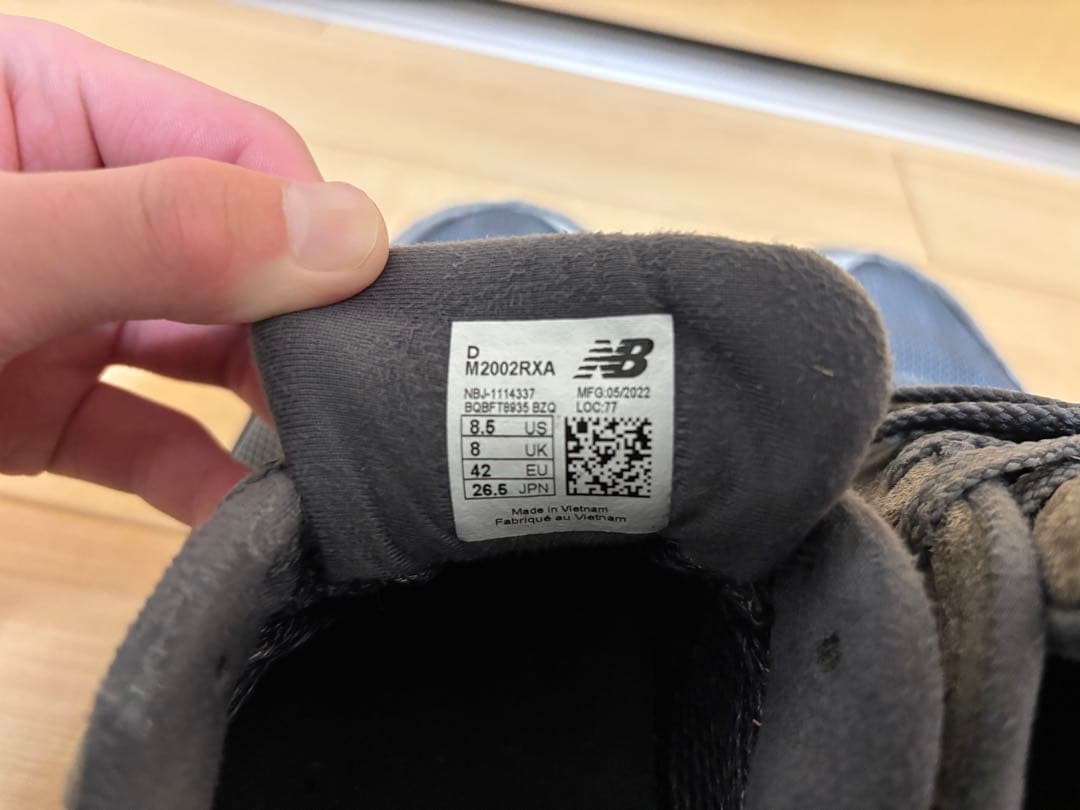 D
M2002RXA
NB
NBJ-1114337
MFG:05/2022
BQBFT8935 BZQ
LOC:77
8.5 US
8 UK
42 EU
26.5 JPN
Made in Vietnam
Fabriqué au Vietnam